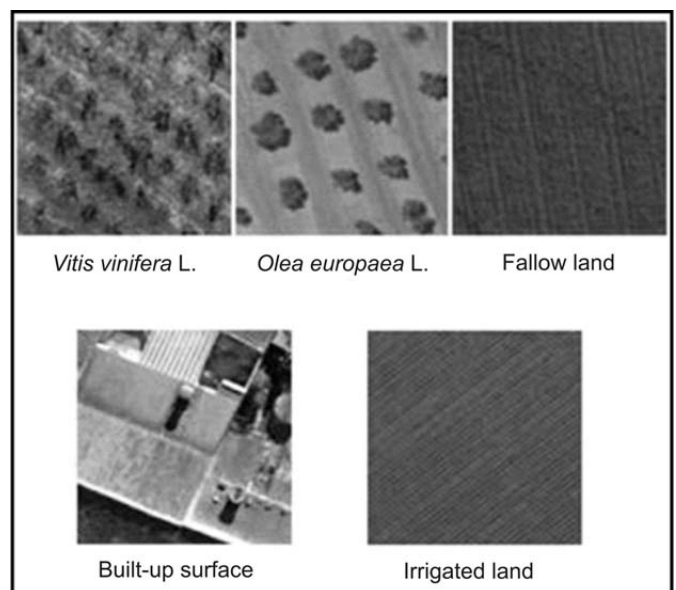 Vitis vinifera L.
Olea europaea L.
Fallow land
Built-up surface
Irrigated land